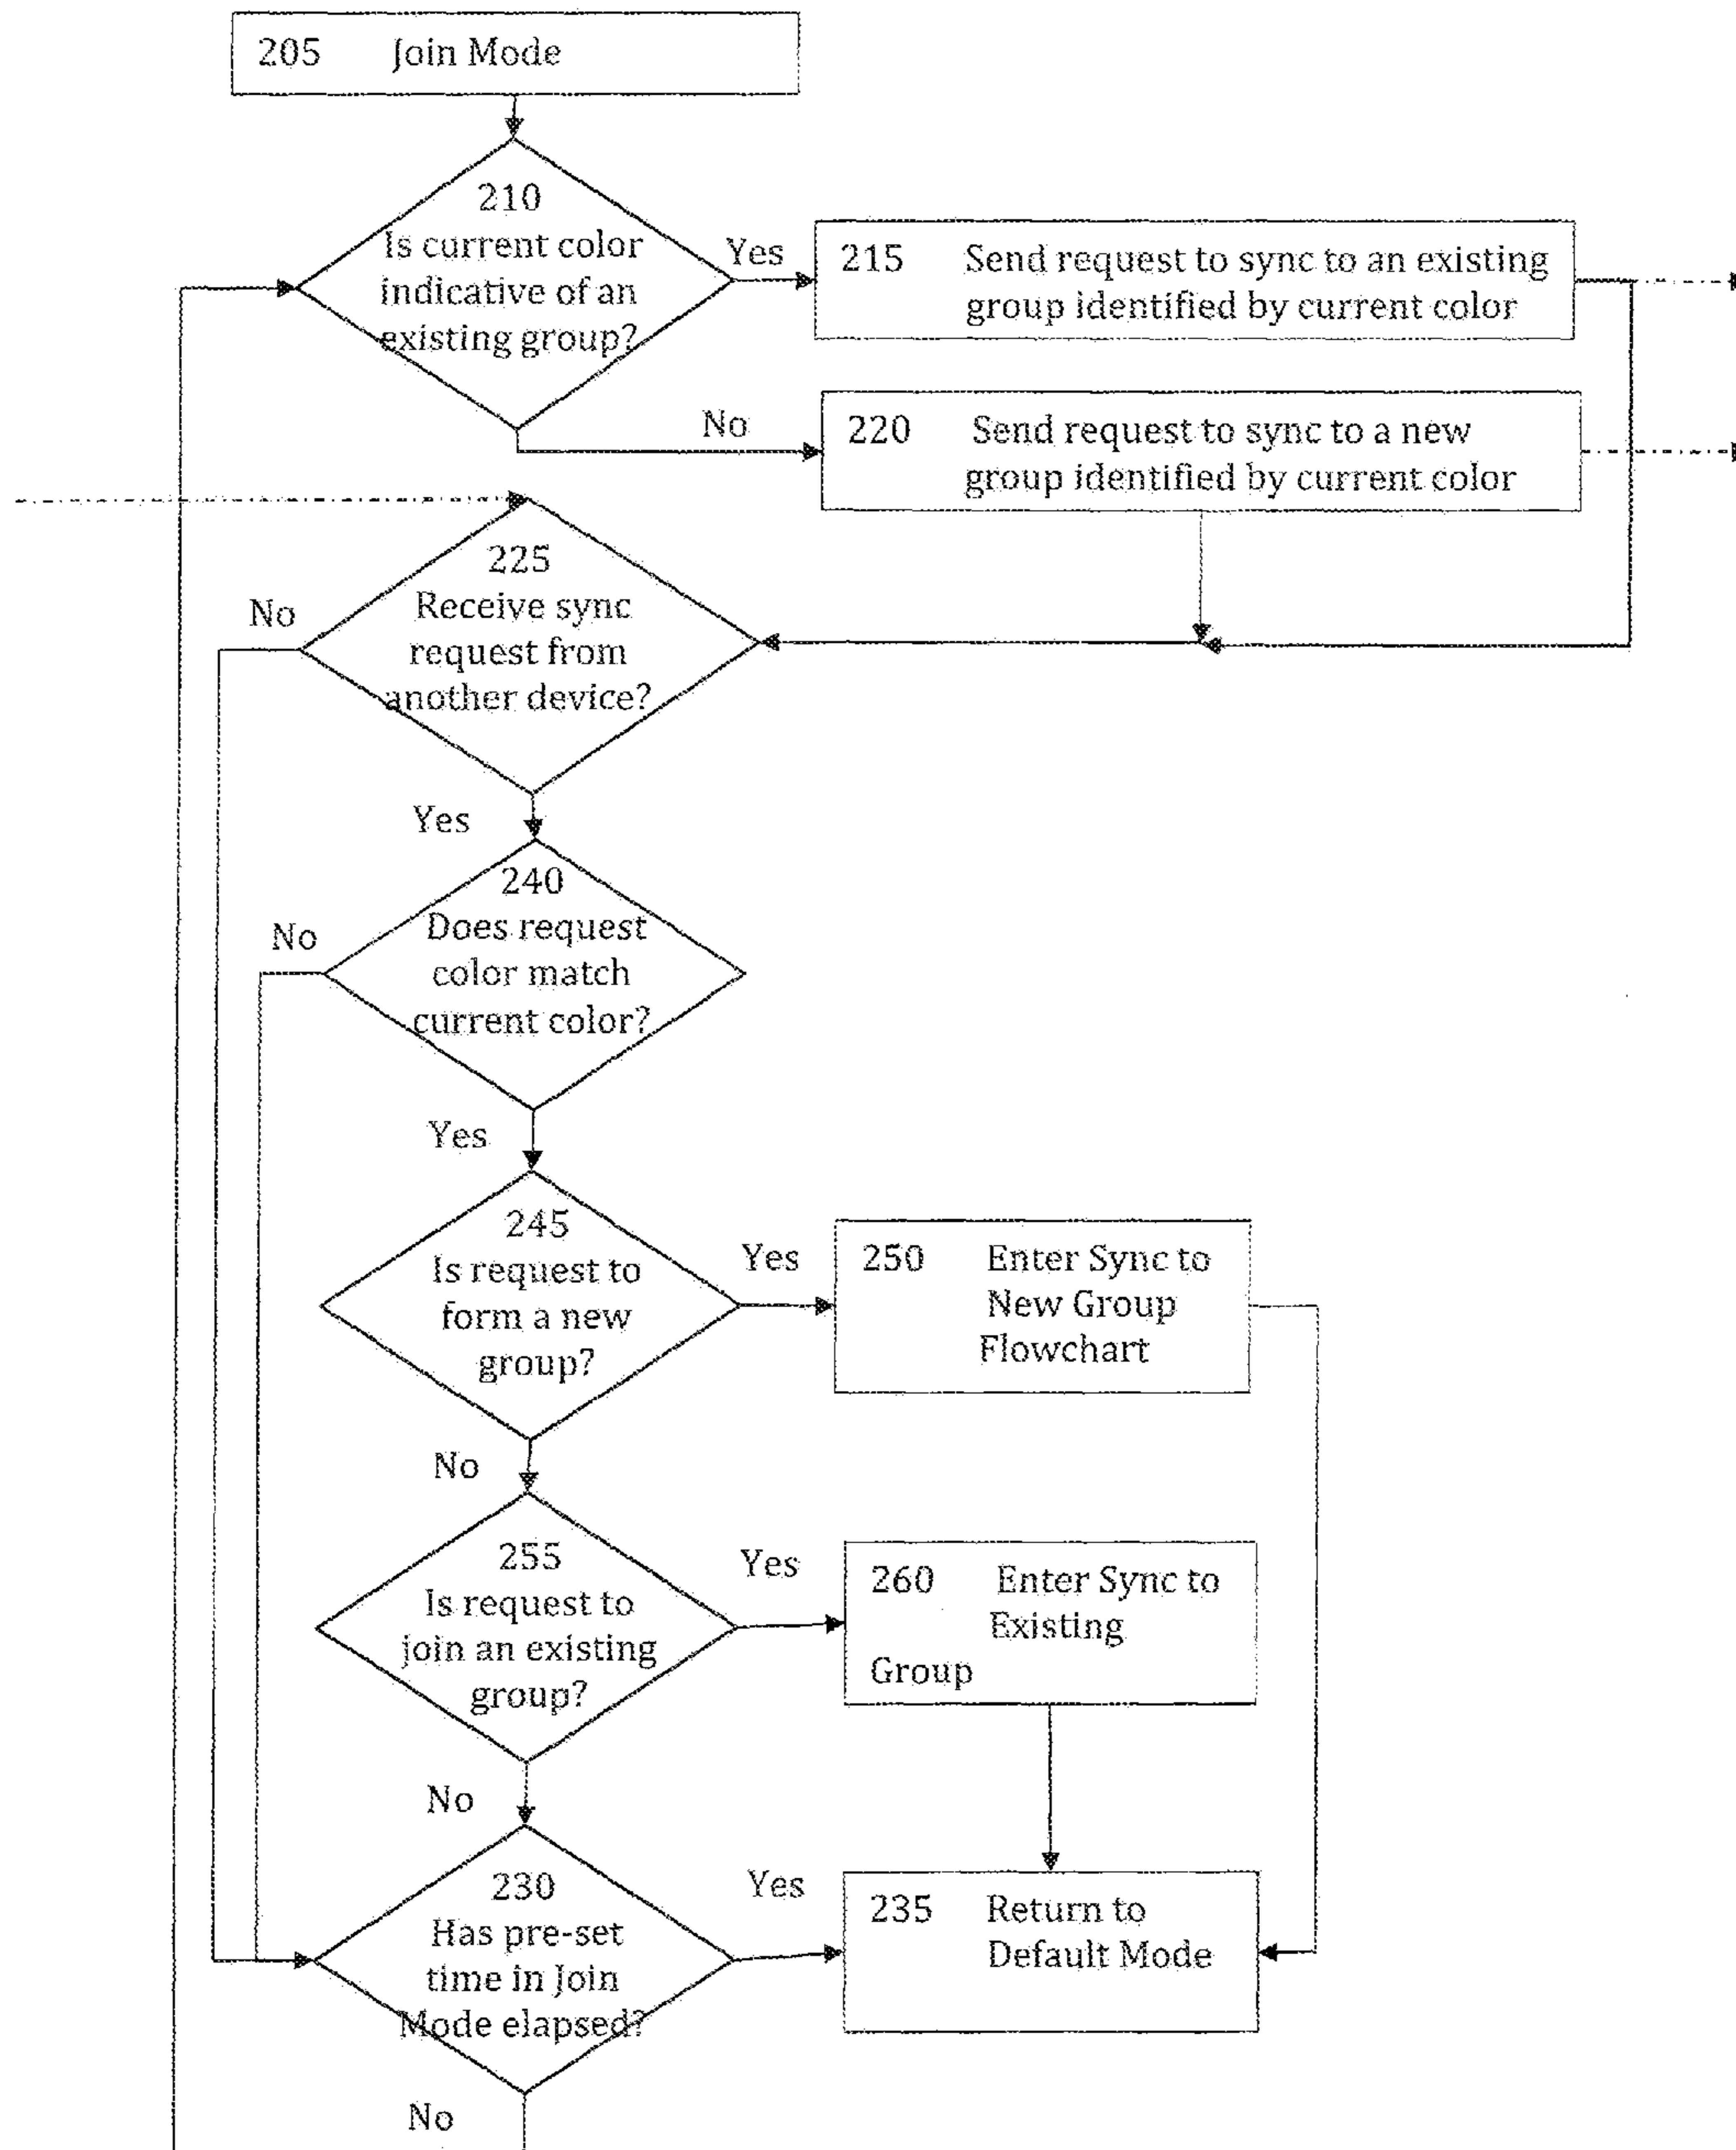 205 Join Mode
210
Is current color
indicative of an
existing group?
Yes
215 Send request to sync to an existing
group identified by current color
No
220 Send request to sync to a new
group identified by current color
225
Receive sync
request from
another device?
No
Yes
240
Does request
color match
current color?
No
Yes
245
Is request to
form a new
group?
Yes
250 Enter Sync to
New Group
Flowchart
No
255
Is request to
join an existing
group?
Yes
260 Enter Sync to
Existing
Group
No
230
Has pre-set
time in Join
Mode elapsed?
Yes
235 Return to
Default Mode
No